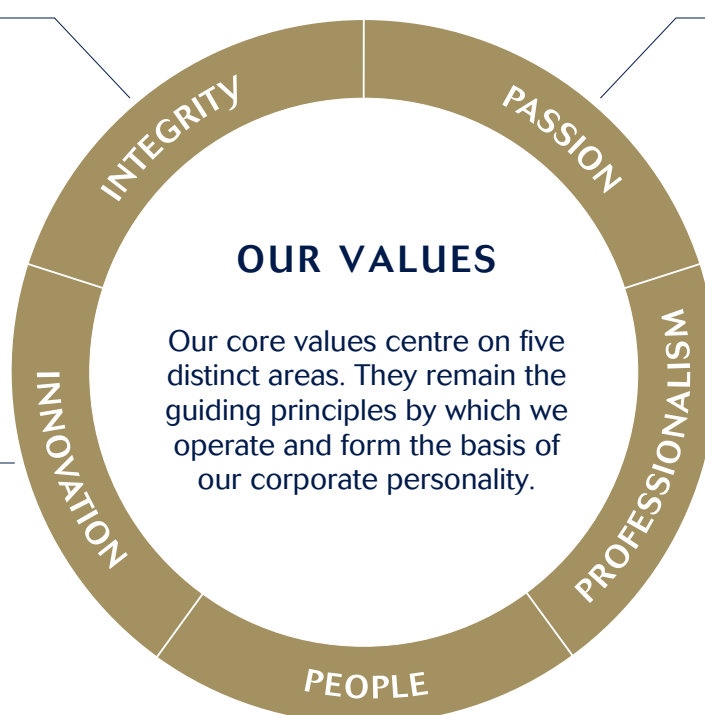 INTEGRITY
PASSION
OUR VALUES
Our core values centre on five
distinct areas. They remain the
guiding principles by which we
operate and form the basis of
our corporate personality.
INNOVATION
PROFESSIONALISM
PEOPLE